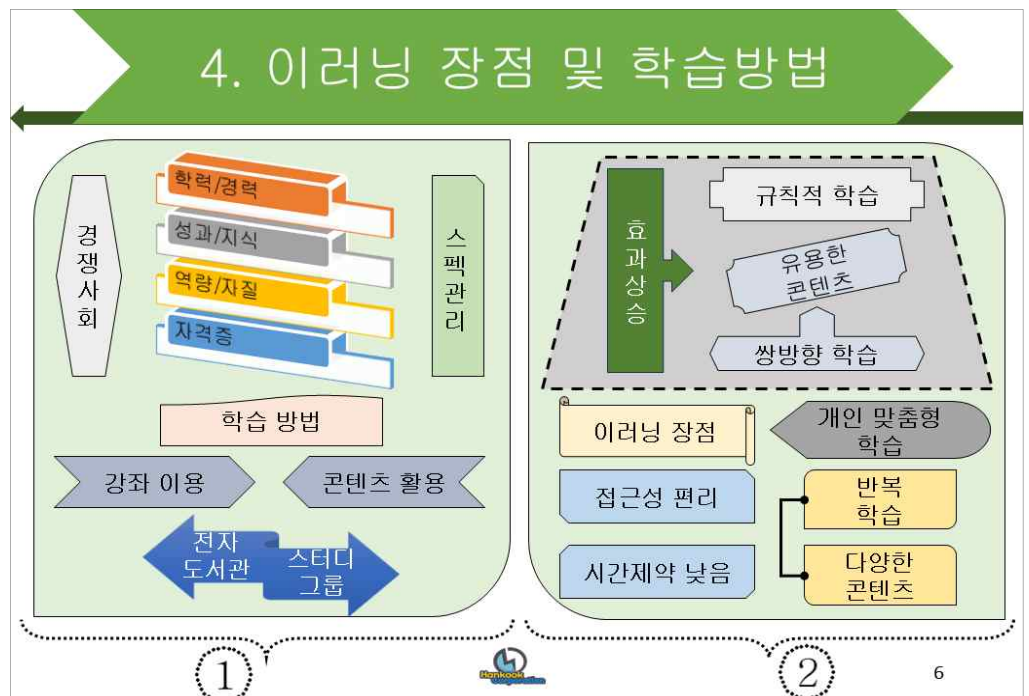 4. 이러닝 장점 및 학습방법
경
쟁
사
회
학력/경력
성과/지식
역량/자질
자격증
스
펙
관
리
학습 방법
강좌 이용
콘텐츠 활용
전자
도서관
스터디
그룹
1
효
과
상
승
규칙적 학습
유용한
콘텐츠
쌍방향 학습
이러닝 장점
개인 맞춤형
학습
접근성 편리
반복
학습
시간제약 낮음
다양한
콘텐츠
2
Hankook
Corporation
6